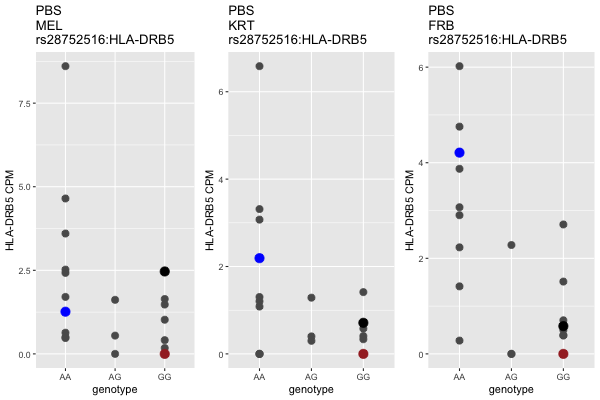 PBS
MEL
rs28752516:HLA-DRB5
HLA-DRB5 CPM
7.5
5.0
2.5
0.0
AA AG GG
genotype
PBS
KRT
rs28752516:HLA-DRB5
HLA-DRB5 CPM
6
4
2
0
AA AG GG
genotype
PBS
FRB
rs28752516:HLA-DRB5
HLA-DRB5 CPM
6
4
2
0
AA AG GG
genotype